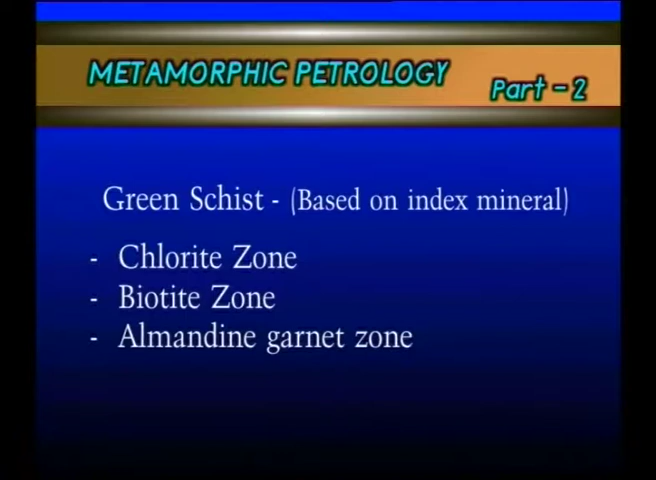 METAMORPHIC PETROLOGY
Part - 2
Green Schist - (Based on index mineral)
- Chlorite Zone
- Biotite Zone
- Almandine garnet zone